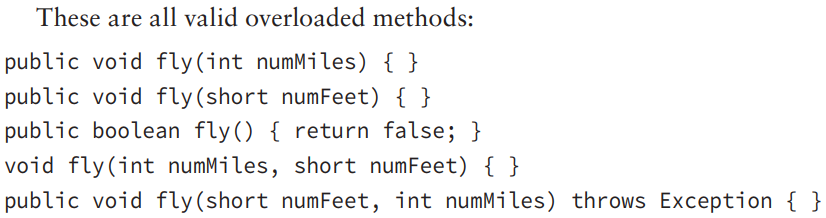 These are all valid overloaded methods:
public void fly(int numMiles) { }
public void fly(short numFeet) { }
public boolean fly() { return false; }
void fly(int numMiles, short numFeet) { }
public void fly(short numFeet, int numMiles) throws Exception { }